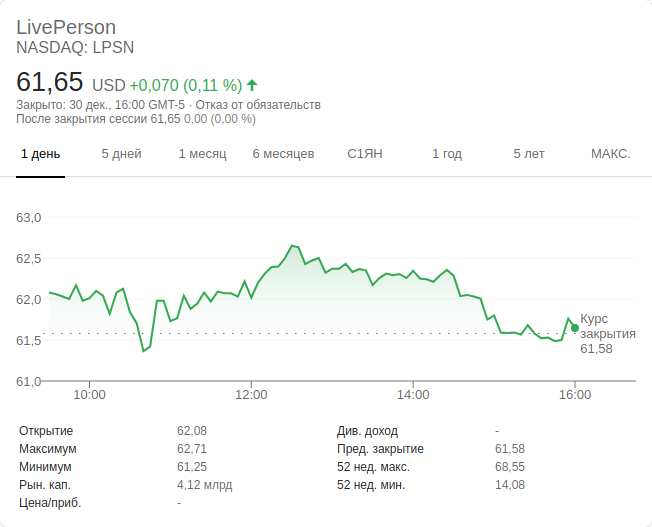 LivePerson
NASDAQ: LPSN
61,65 USD +0,070 (0,11 %)
Закрыто: 30 дек., 16:00 GMT-5 · Отказ от обязательств
После закрытия сессии 61,65 0,00 (0,00 %)
1 день 5 дней 1 месяц 6 месяцев С1ЯН 1 год 5 лет МАКС.
63,0
62,5
62,0
61,5
61,0
Курс
закрытия
61,58
10:00 12:00 14:00 16:00
Открытие 62,08 Див. доход -
Максимум 62,71 Пред. закрытие 61,58
Минимум 61,25 52 нед. макс. 68,55
Рын. кап. 4,12 млрд 52 нед. мин. 14,08
Цена/приб. -